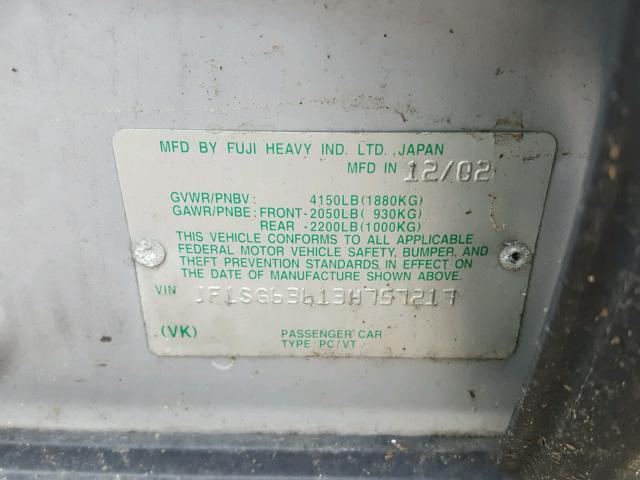 MFD BY FUJI HEAVY IND. LTD., JAPAN
MFD IN 12/02
GVWR/PNBV: 4150LB(1880KG)
GAWR/PNBE: FRONT-2050LB( 930KG)
REAR -2200LB(1000KG)
THIS VEHICLE CONFORMS TO ALL APPLICABLE
FEDERAL MOTOR VEHICLE SAFETY, BUMPER, AND
THEFT PREVENTION STANDARDS, IN EFFECT ON
THE DATE OF MANUFACTURE SHOWN ABOVE.
VIN JF1SG63613H757217
(VK) PASSENGER CAR
TYPE: PC/VT